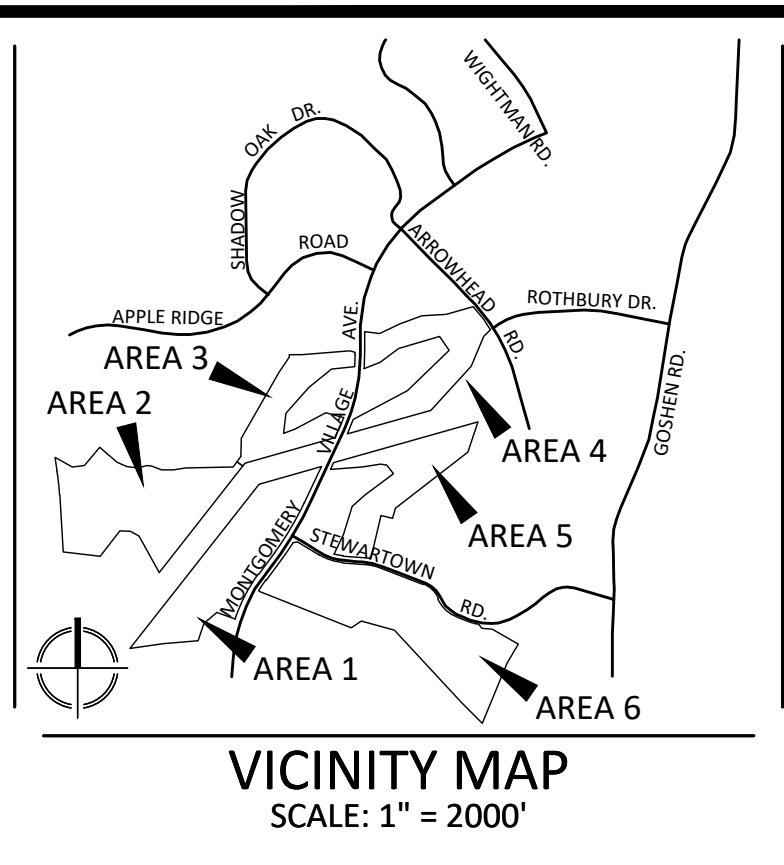 WIGHTMAN RD.
SHADOW OAK DR.
ROAD
ARROWHEAD RD.
ROTHBURY DR.
APPLE RIDGE
AVE.
AREA 3
AREA 2
GOSHEN RD.
VILLAGE
AREA 4
MONTGOMERY
STEWARTOWN RD.
AREA 5
AREA 1
AREA 6
VICINITY MAP
SCALE: 1" = 2000'